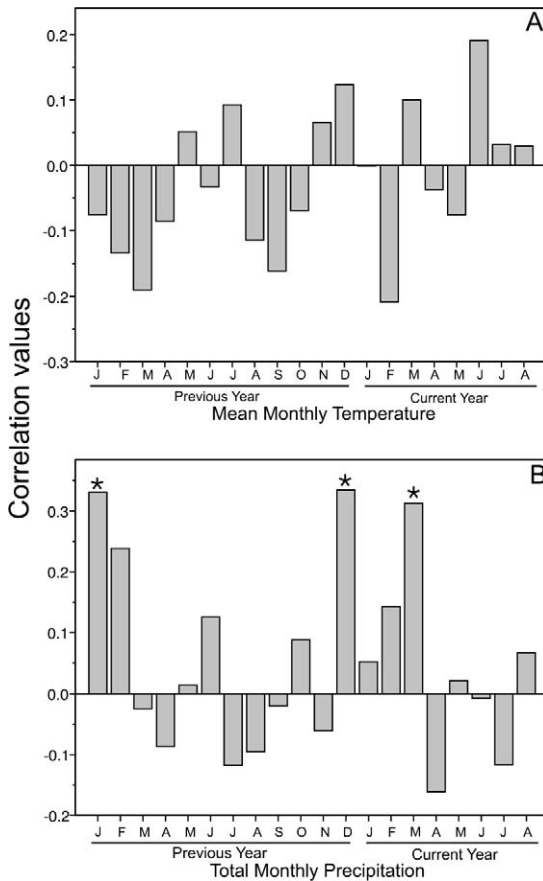 A
0.2
0.1
0.0
-0.1
-0.2
-0.3
J F M A M J J A S O N D J F M A M J J A
Previous Year Current Year
Mean Monthly Temperature
Correlation values
B
* * *
0.3
0.2
0.1
0.0
-0.1
-0.2
J F M A M J J A S O N D J F M A M J J A
Previous Year Current Year
Total Monthly Precipitation